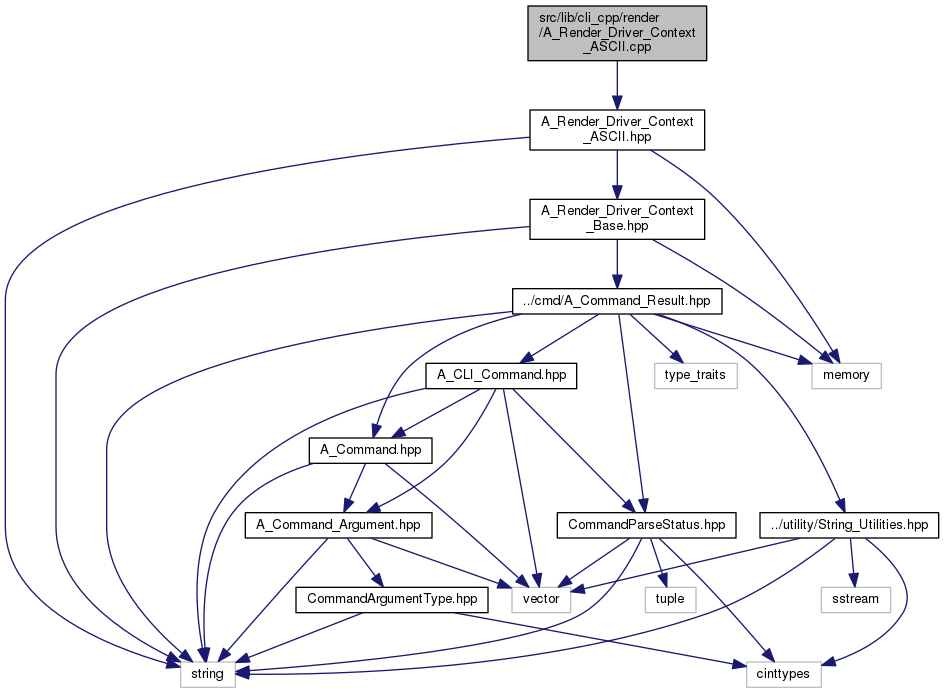 src/lib/cli_cpp/render
/A_Render_Driver_Context
_ASCII.cpp
A_Render_Driver_Context
_ASCII.hpp
A_Render_Driver_Context
_Base.hpp
../cmd/A_Command_Result.hpp
A_CLI_Command.hpp
type_traits
memory
A_Command.hpp
A_Command_Argument.hpp
CommandParseStatus.hpp
../utility/String_Utilities.hpp
CommandArgumentType.hpp
vector
tuple
sstream
string
cinttypes